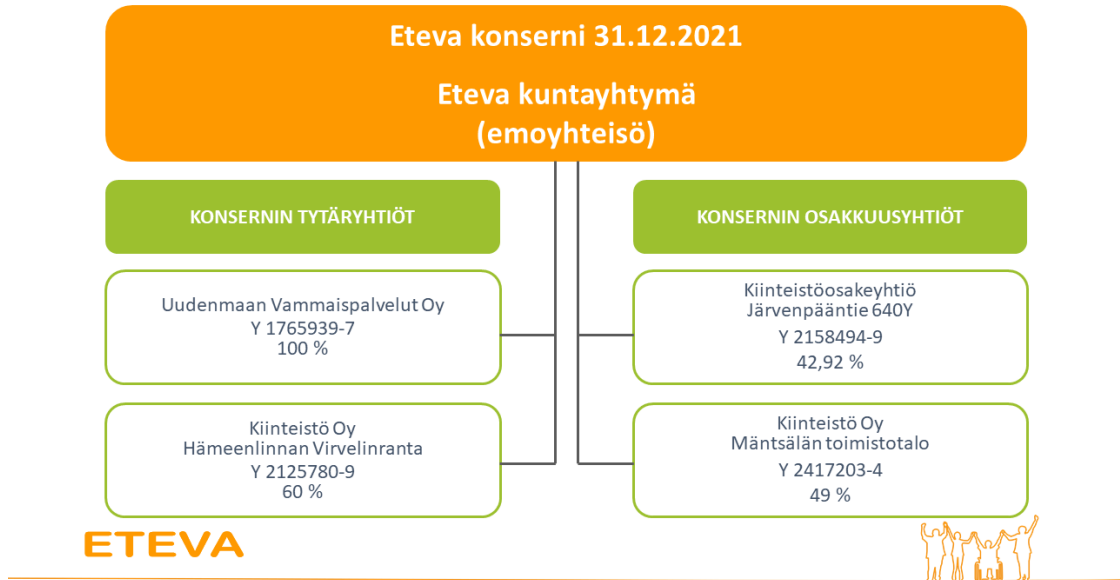 Eteva konserni 31.12.2021
Eteva kuntayhtymä
(emoyhteisö)
KONSERNIN TYTÄRYHTIÖT
Uudenmaan Vammaispalvelut Oy
Y 1765939-7
100 %
Kiinteistö Oy
Hämeenlinnan Virvelinranta
Y 2125780-9
60 %
KONSERNIN OSAKKUUSYHTIÖT
Kiinteistöosakeyhtiö
Järvenpääntie 640Y
Y 2158494-9
42,92 %
Kiinteistö Oy
Mäntsälän toimistotalo
Y 2417203-4
49 %
ETEVA